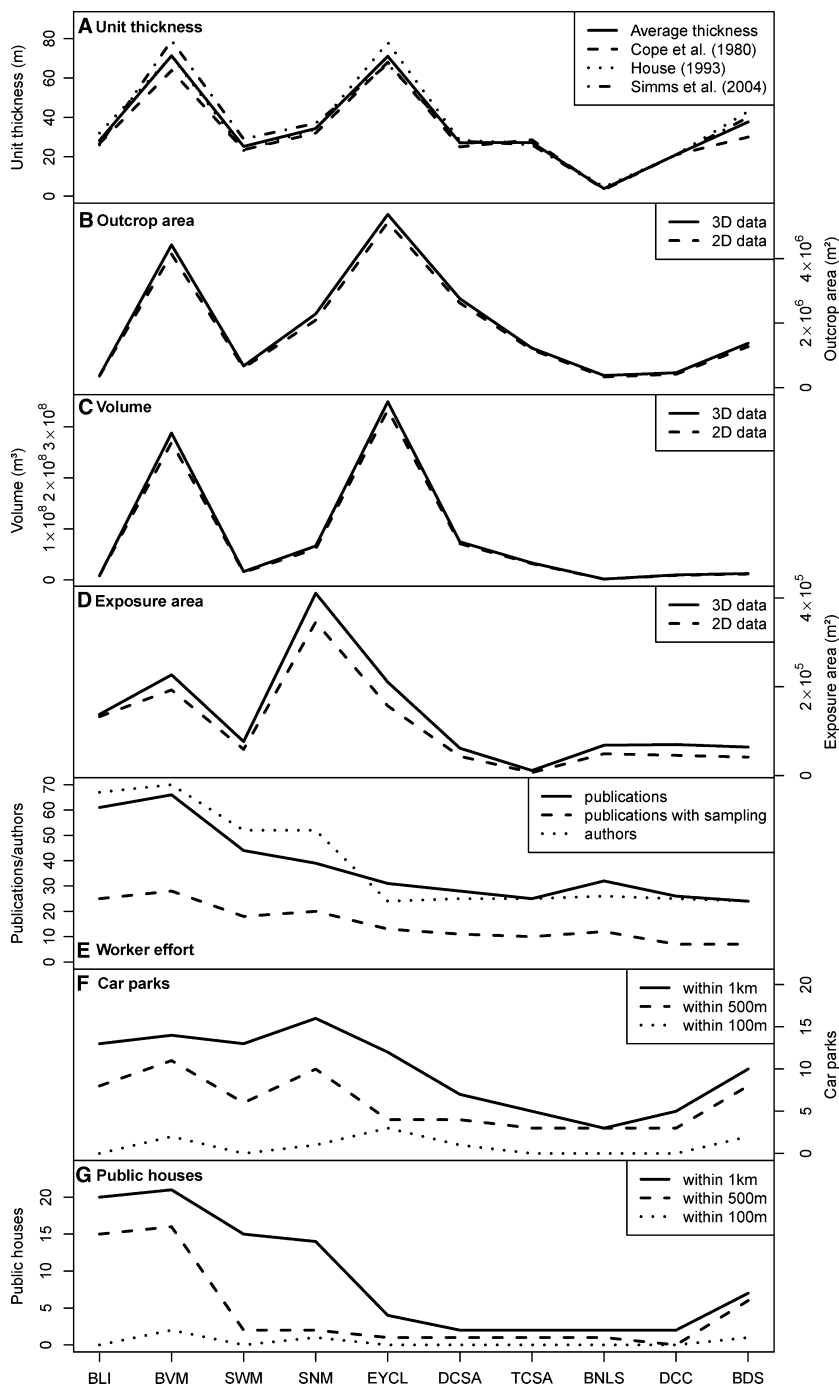 A Unit thickness
Unit thickness (m)
0 20 40 60 80
Average thickness
Cope et al. (1980)
House (1993)
Simms et al. (2004)
B Outcrop area
3D data
2D data
Outcrop area (m²)
0 2×10⁶ 4×10⁶
C Volume
Volume (m³)
0 1×10⁸ 2×10⁸ 3×10⁸
3D data
2D data
D Exposure area
3D data
2D data
Exposure area (m²)
0 2×10⁵ 4×10⁵
Publications/authors
0 10 20 30 40 50 60 70
publications
publications with sampling
authors
E Worker effort
F Car parks
within 1km
within 500m
within 100m
Car parks
0 5 10 15 20
G Public houses
Public houses
0 5 10 15 20
within 1km
within 500m
within 100m
BLI BVM SWM SNM EYCL DCSA TCSA BNLS DCC BDS